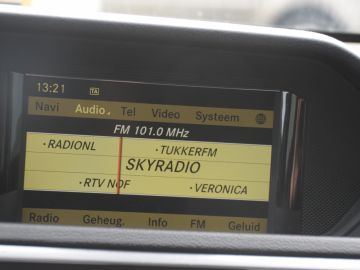 13:21 TA
Navi Audio Tel Video Systeem
FM 101.0 MHz
·RADIONL ·TUKKERFM
SKYRADIO
·RTV NOF ·VERONICA
Radio Geheug. Info FM Geluid